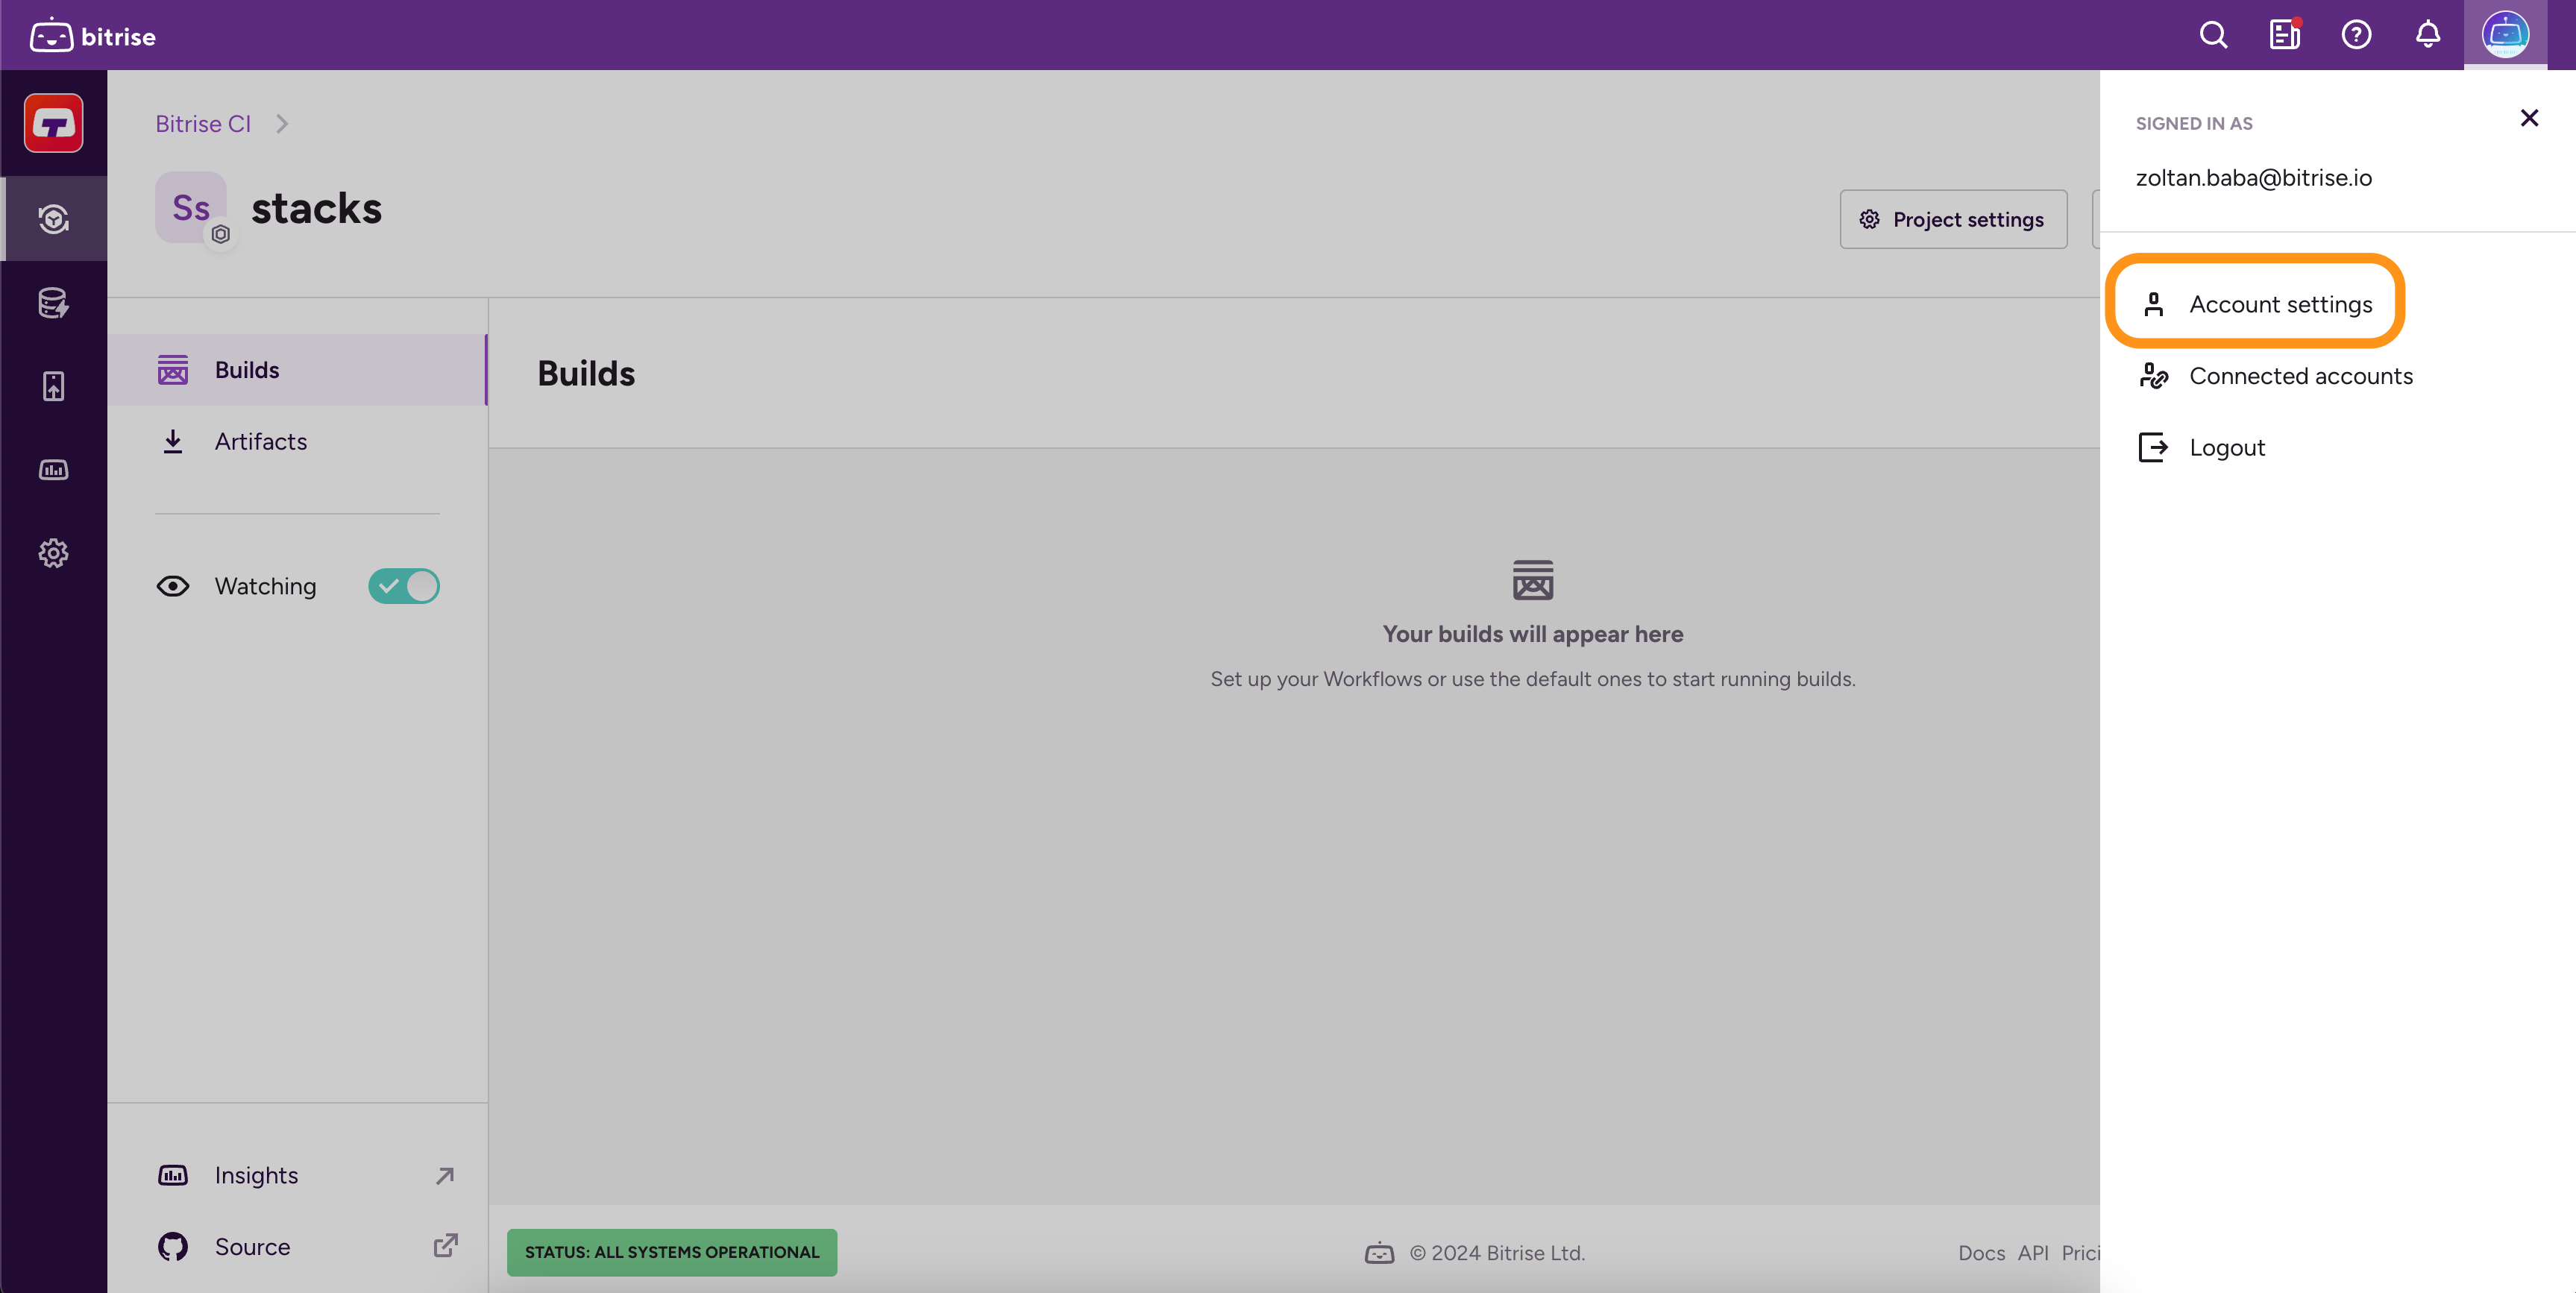 bitrise
Bitrise CI
Ss
stacks
Project settings
SIGNED IN AS
zoltan.baba@bitrise.io
Account settings
Connected accounts
Logout
Builds
Artifacts
Watching
Builds
Your builds will appear here
Set up your Workflows or use the default ones to start running builds.
Insights
Source
STATUS: ALL SYSTEMS OPERATIONAL
© 2024 Bitrise Ltd.
Docs API Prici